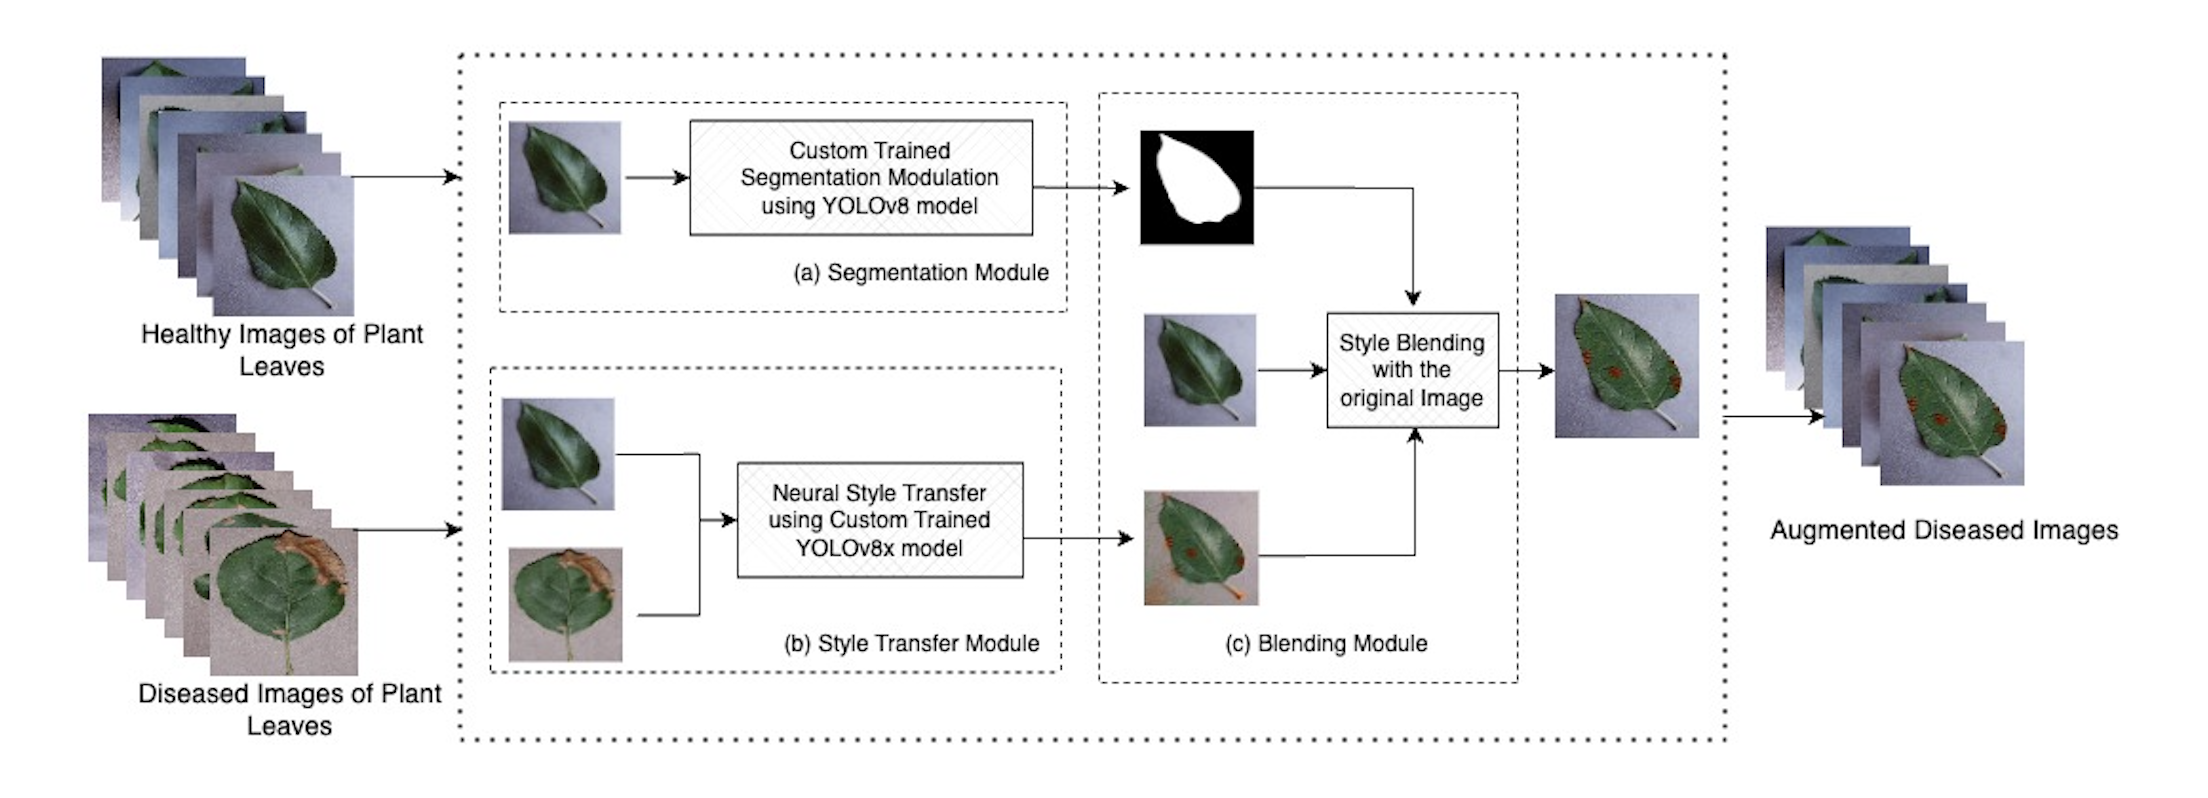 Healthy Images of Plant
Leaves
Diseased Images of Plant
Leaves
Custom Trained
Segmentation Modulation
using YOLOv8 model
(a) Segmentation Module
Neural Style Transfer
using Custom Trained
YOLOv8x model
(b) Style Transfer Module
Style Blending
with the
original Image
(c) Blending Module
Augmented Diseased Images